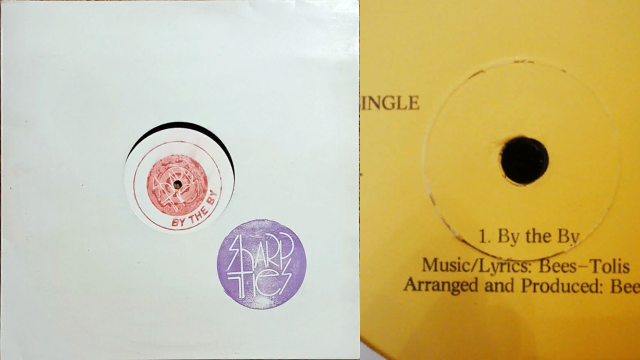 BY THE BY
SHARP
TIES
INGLE
1. By the By
Music/Lyrics: Bees-Tolis
Arranged and Produced: Bee